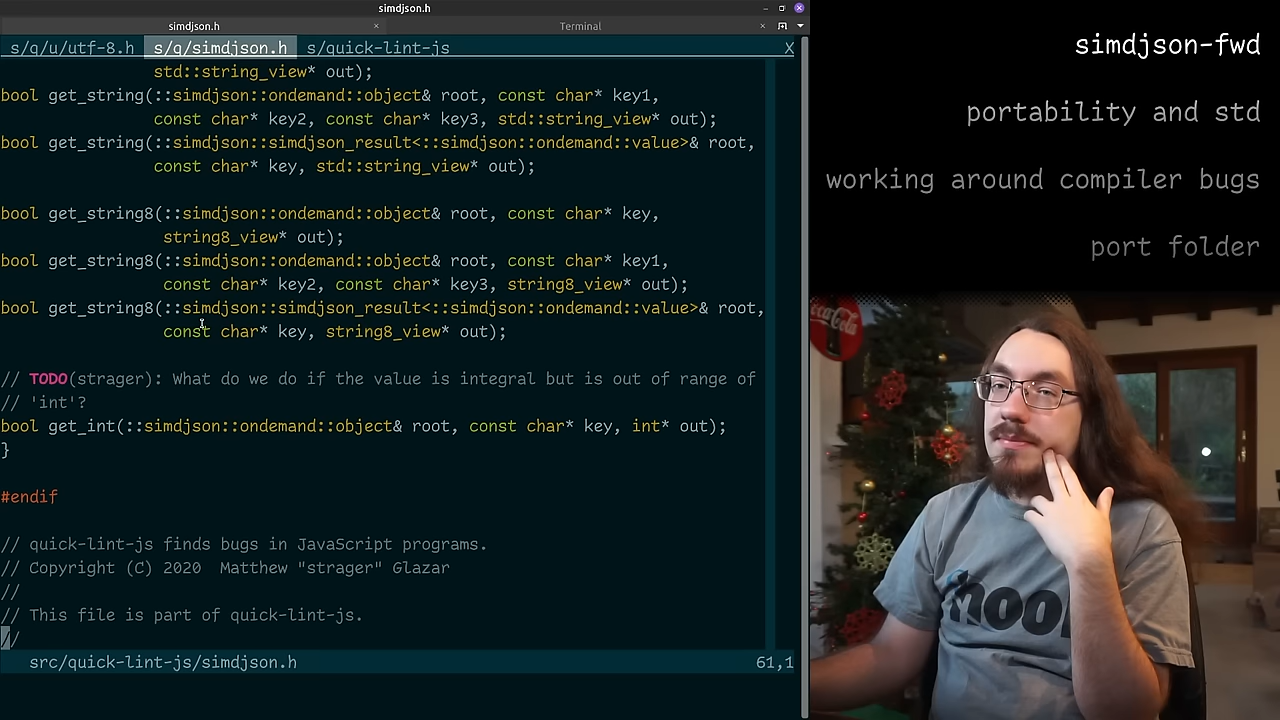 simdjson.h
simdjson.h
Terminal
s/q/u/utf-8.h s/q/simdjson.h s/quick-lint-js X
std::string_view* out);
bool get_string(::simdjson::ondemand::object& root, const char* key1,
const char* key2, const char* key3, std::string_view* out);
bool get_string(::simdjson::simdjson_result<::simdjson::ondemand::value>& root,
const char* key, std::string_view* out);
bool get_string8(::simdjson::ondemand::object& root, const char* key,
string8_view* out);
bool get_string8(::simdjson::ondemand::object& root, const char* key1,
const char* key2, const char* key3, string8_view* out);
bool get_string8(::simdjson::simdjson_result<::simdjson::ondemand::value>& root,
const char* key, string8_view* out);
// TODO(strager): What do we do if the value is integral but is out of range of
// 'int'?
bool get_int(::simdjson::ondemand::object& root, const char* key, int* out);
}
#endif
// quick-lint-js finds bugs in JavaScript programs.
// Copyright (C) 2020  Matthew "strager" Glazar
//
// This file is part of quick-lint-js.
//
src/quick-lint-js/simdjson.h 61,1
simdjson-fwd
portability and std
working around compiler bugs
port folder
Coca-Cola